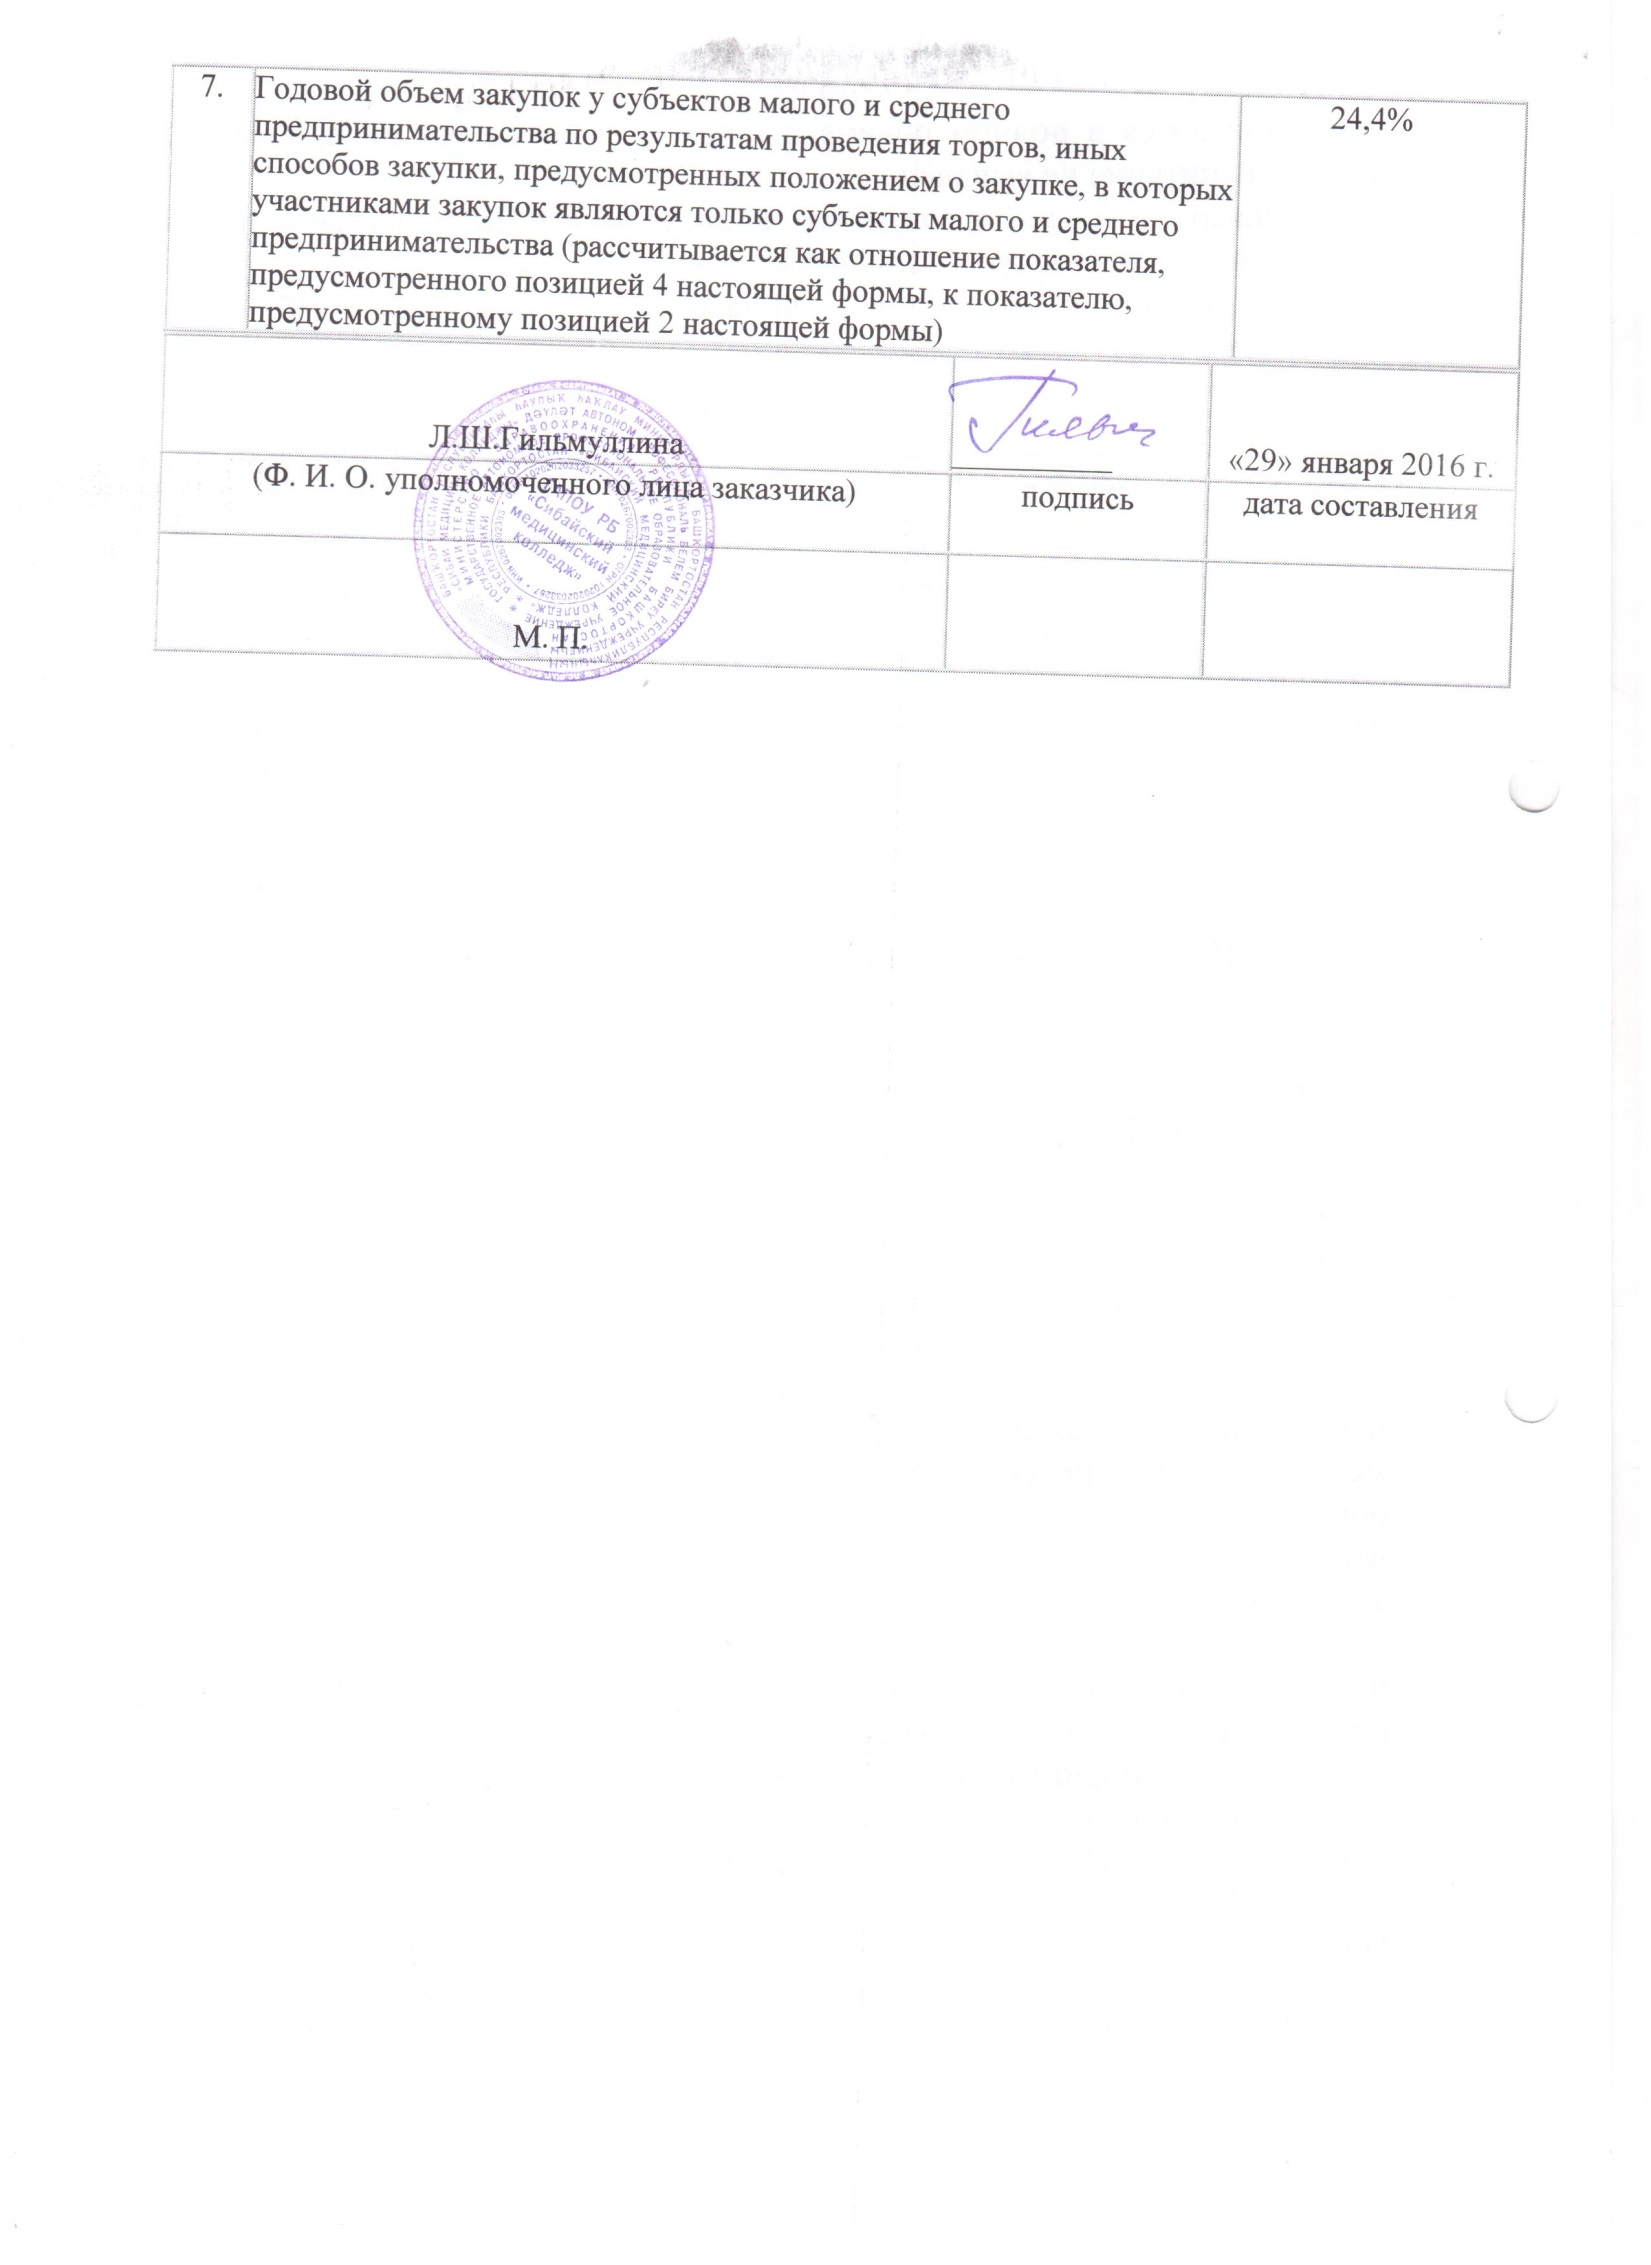 7. Годовой объем закупок у субъектов малого и среднего 24,4%
предпринимательства по результатам проведения торгов, иных
способов закупки, предусмотренных положением о закупке, в которых
участниками закупок являются только субъекты малого и среднего
предпринимательства (рассчитывается как отношение показателя,
предусмотренного позицией 4 настоящей формы, к показателю,
предусмотренному позицией 2 настоящей формы)
Л.Ш.Гильмуллина «29» января 2016 г.
(Ф. И. О. уполномоченного лица заказчика) подпись дата составления
РБ
«Сибайский
медицинский
колледж»
М. П.